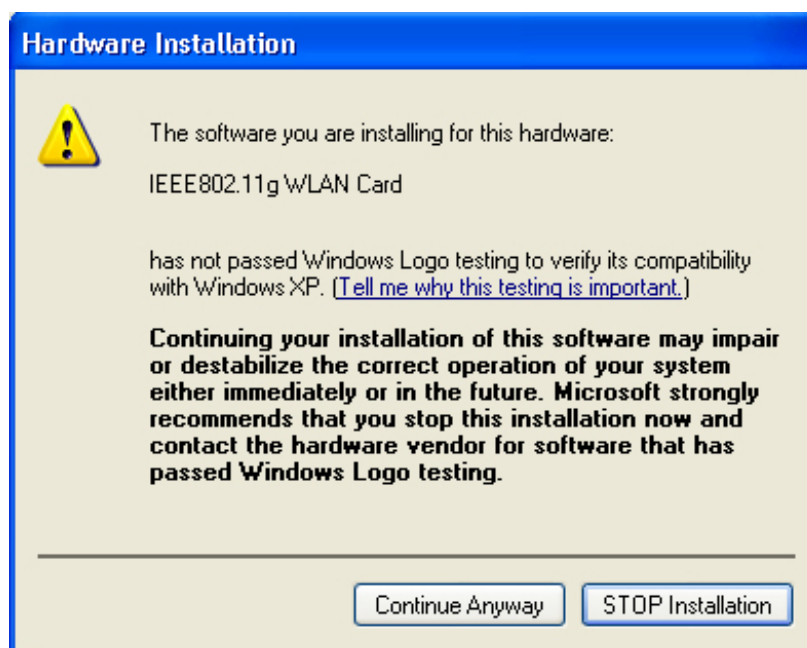 Hardware Installation
The software you are installing for this hardware:
IEEE802.11g WLAN Card
has not passed Windows Logo testing to verify its compatibility
with Windows XP. (Tell me why this testing is important.)
Continuing your installation of this software may impair
or destabilize the correct operation of your system
either immediately or in the future. Microsoft strongly
recommends that you stop this installation now and
contact the hardware vendor for software that has
passed Windows Logo testing.
Continue Anyway
STOP Installation